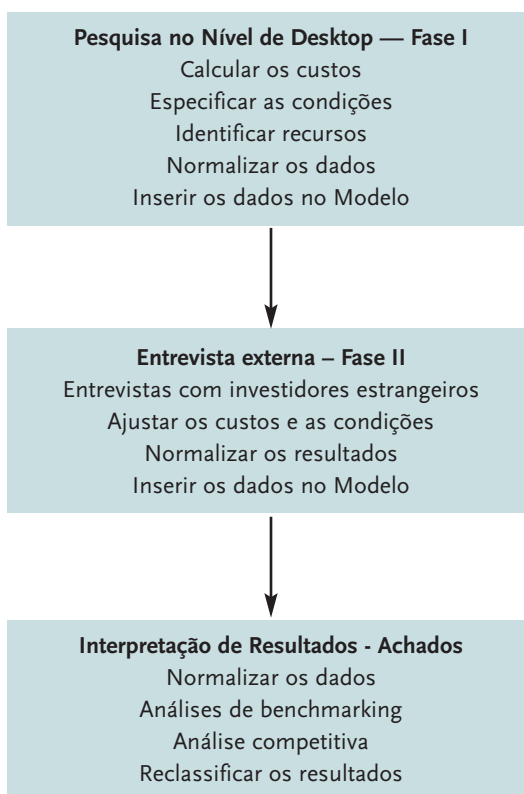 Pesquisa no Nível de Desktop — Fase I
Calcular os custos
Especificar as condições
Identificar recursos
Normalizar os dados
Inserir os dados no Modelo
Entrevista externa – Fase II
Entrevistas com investidores estrangeiros
Ajustar os custos e as condições
Normalizar os resultados
Inserir os dados no Modelo
Interpretação de Resultados - Achados
Normalizar os dados
Análises de benchmarking
Análise competitiva
Reclassificar os resultados